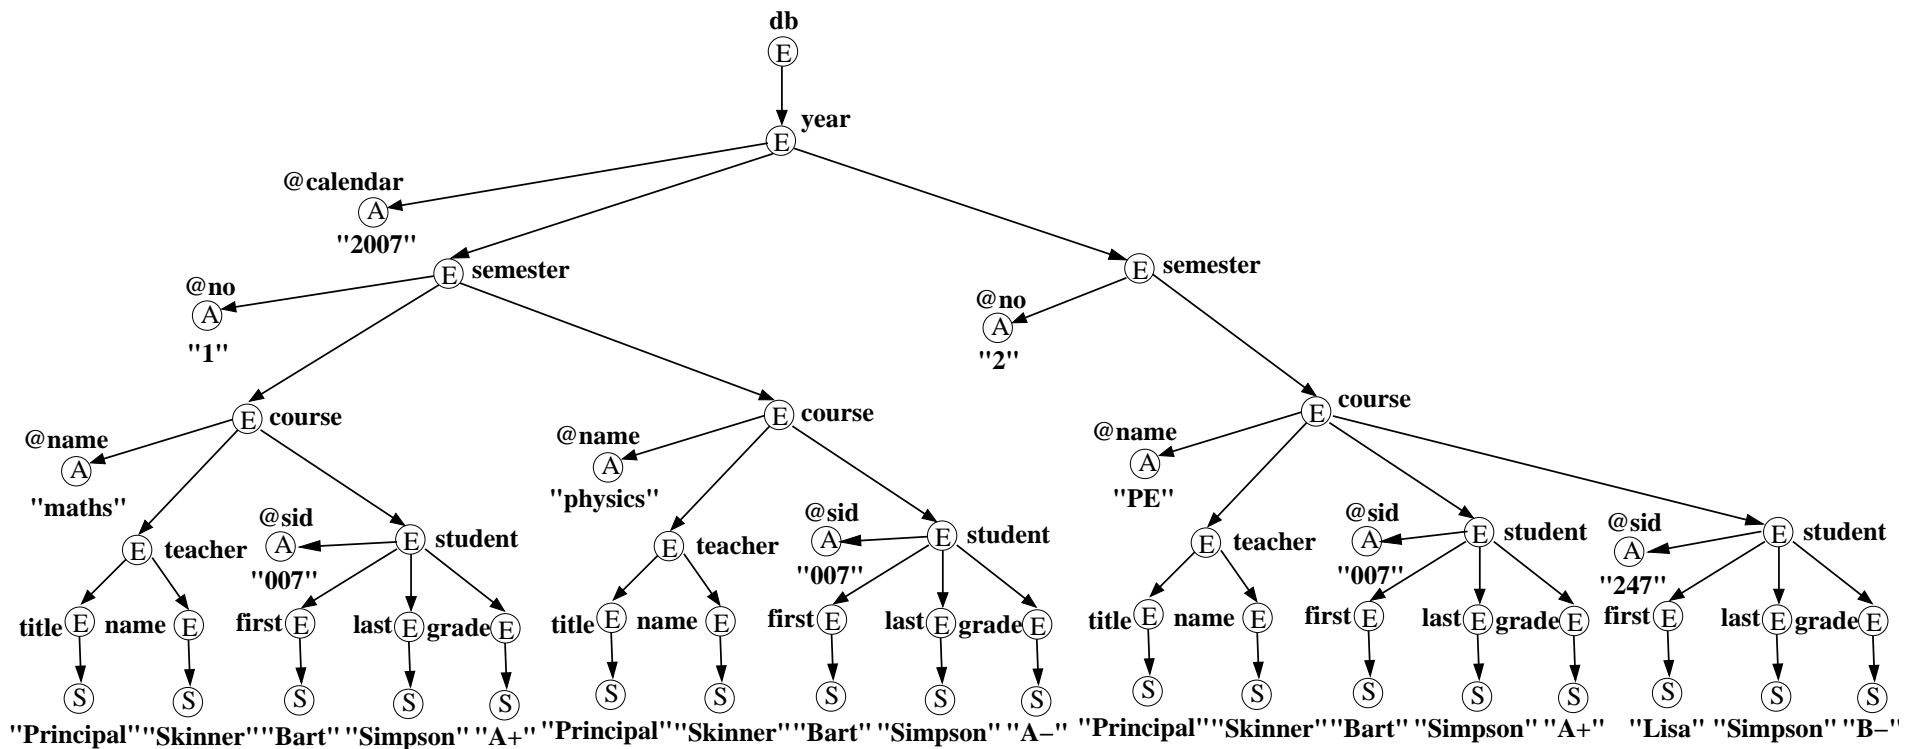 db
E
year
E
@calendar
A
"2007"
E semester
E semester
@no
A
"1"
@no
A
"2"
E course
E course
E course
@name
A
"maths"
@name
A
"physics"
@name
A
"PE"
E teacher
@sid
A
"007"
E student
E teacher
@sid
A
"007"
E student
E teacher
@sid
A
"007"
E student
@sid
A
"247"
E student
title E name E first E last E grade E title E name E first E last E grade E title E name E first E last E grade E first E last E grade E
S S S S S S S S S S S S S S S S S S
"Principal" "Skinner" "Bart" "Simpson" "A+" "Principal" "Skinner" "Bart" "Simpson" "A−" "Principal" "Skinner" "Bart" "Simpson" "A+" "Lisa" "Simpson" "B−"